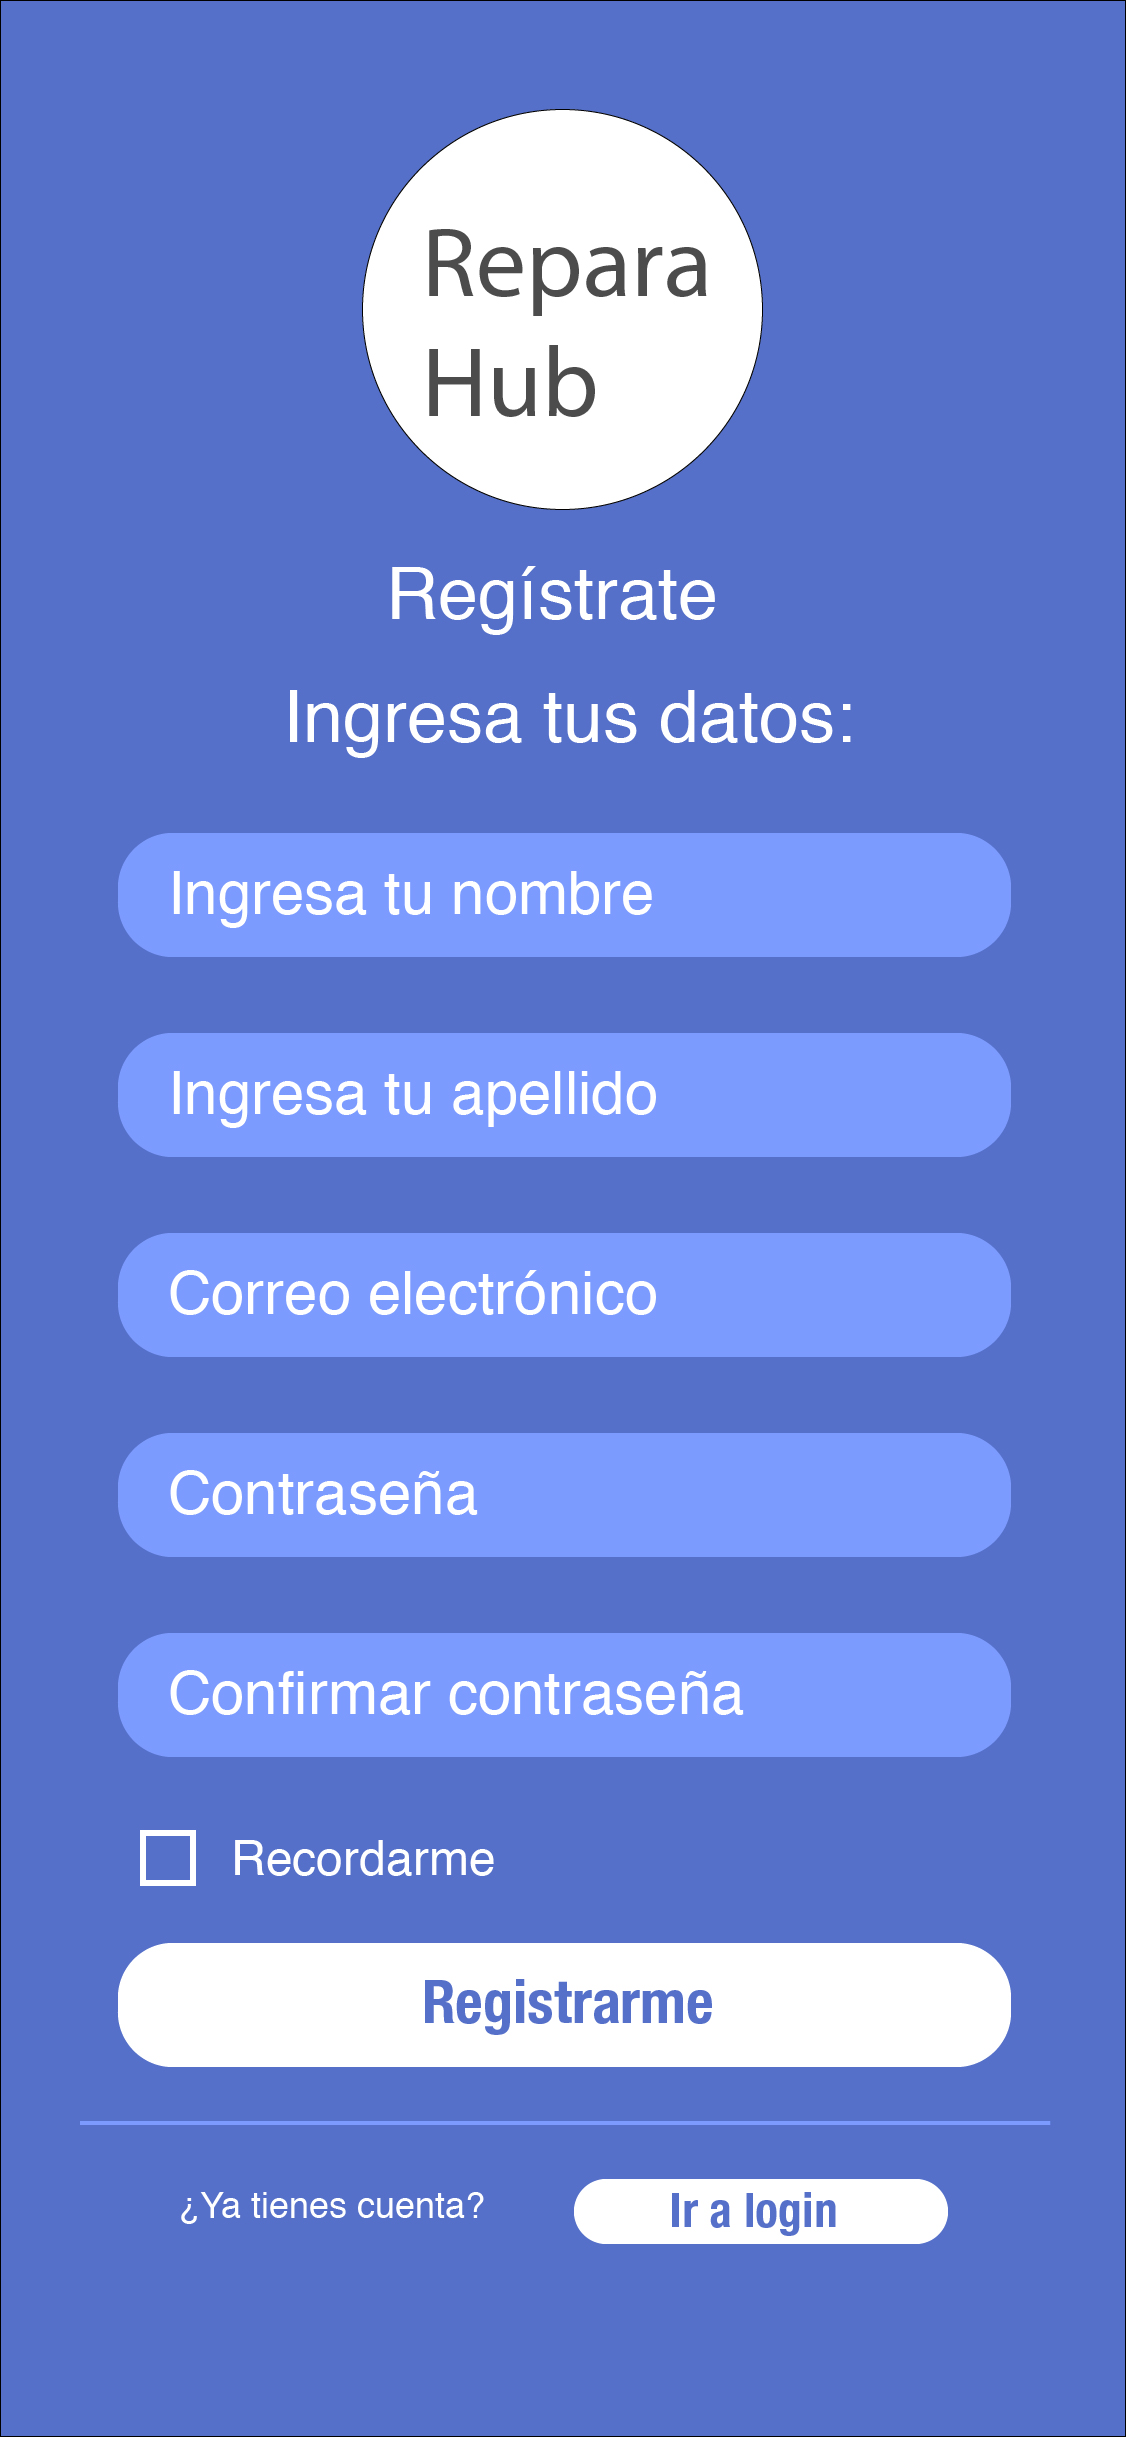 Repara
Hub
Regístrate
Ingresa tus datos:
Ingresa tu nombre
Ingresa tu apellido
Correo electrónico
Contraseña
Confirmar contraseña
Recordarme
Registrarme
¿Ya tienes cuenta? Ir a login